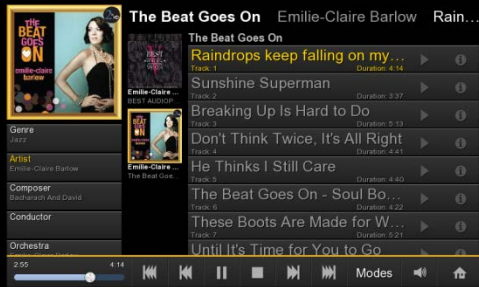 The Beat Goes On Emilie-Claire Barlow Rain...
THE
BEAT
GOES
ON
emilie-claire
barlow
Genre
Jazz
Artist
Emilie-Claire Barlow
Composer
Bacharach And David
Conductor
Orchestra
BEST
Emilie-Claire ...
BEST AUDIOP...
THE
BEAT
GOES
ON
Emilie-Claire ...
The Beat Goe...
The Beat Goes On
Raindrops keep falling on my...
Track: 1 Duration: 4:14
Sunshine Superman
Track: 2 Duration: 3:37
Breaking Up Is Hard to Do
Track: 3 Duration: 5:13
Don't Think Twice, It's All Right
Track: 4 Duration: 4:41
He Thinks I Still Care
Track: 5 Duration: 4:40
The Beat Goes On - Soul Bo...
Track: 6 Duration: 4:22
These Boots Are Made for W...
Track: 7 Duration: 5:21
Until It's Time for You to Go
2:55 4:14
Modes